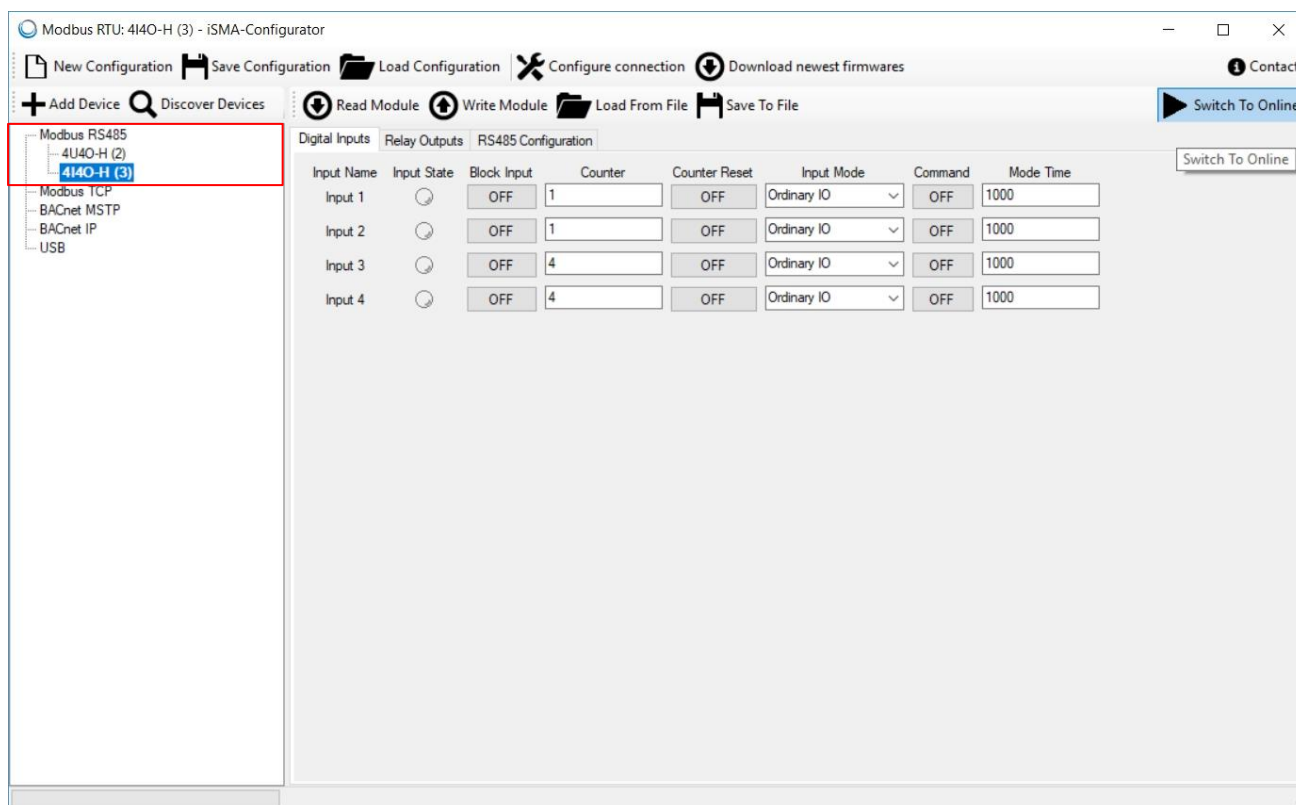 Modbus RTU: 4I4O-H (3) - iSMA-Configurator
New Configuration Save Configuration Load Configuration Configure connection Download newest firmwares Contact
Add Device Discover Devices Read Module Write Module Load From File Save To File Switch To Online
Modbus RS485
4U4O-H (2)
4I4O-H (3)
Modbus TCP
BACnet MSTP
BACnet IP
USB
Digital Inputs Relay Outputs RS485 Configuration
Switch To Online
Input Name Input State Block Input Counter Counter Reset Input Mode Command Mode Time
Input 1 OFF 1 OFF Ordinary IO OFF 1000
Input 2 OFF 1 OFF Ordinary IO OFF 1000
Input 3 OFF 4 OFF Ordinary IO OFF 1000
Input 4 OFF 4 OFF Ordinary IO OFF 1000